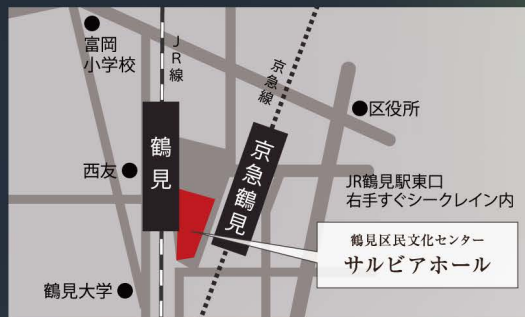 富岡
小学校
JR線
京急線
区役所
鶴見
西友
京急鶴見
JR鶴見駅東口
右手すぐシークレイン内
鶴見区民文化センター
サルビアホール
鶴見大学